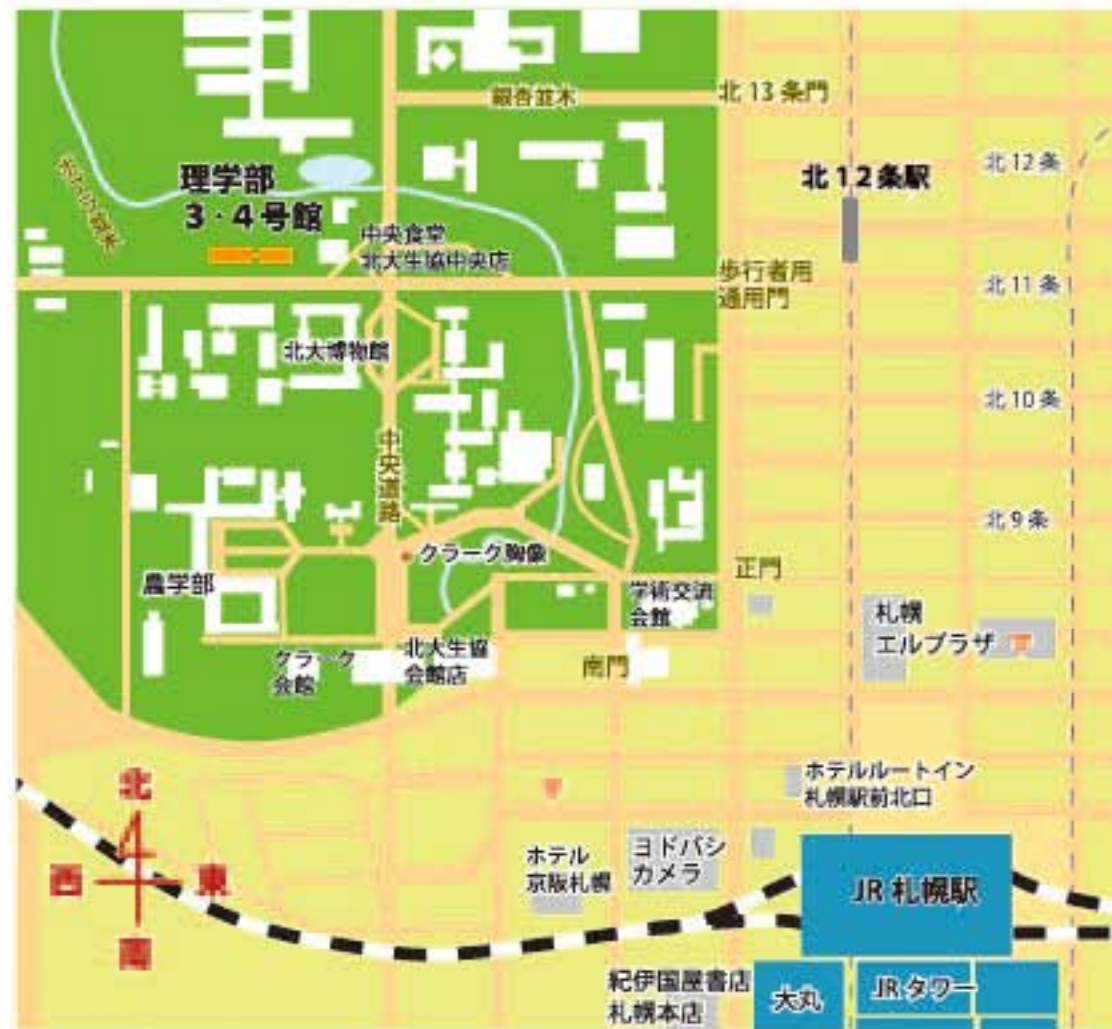 銀杏並木
北13条門
北12条
理学部
3・4号館
北12条駅
中央食堂
北大生協中央店
歩行者用
通用門
北11条
北大博物館
北10条
中央道路
北9条
クラーク胸像
正門
農学部
学術交流
会館
札幌
エルプラザ
クラーク
会館
北大生協
会館店
南門
北
西
東
南
ホテルルートイン
札幌駅前北口
ホテル
京阪札幌
ヨドバシ
カメラ
JR札幌駅
紀伊国屋書店
札幌本店
大丸
JRタワー